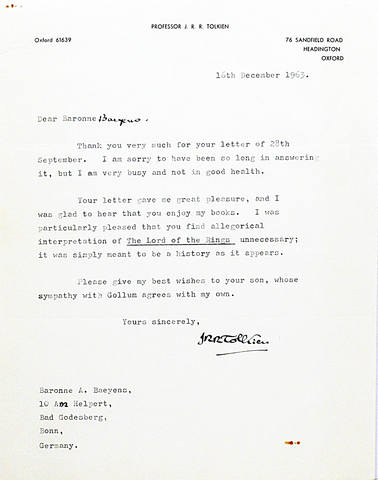 PROFESSOR J. R. R. TOLKIEN
Oxford 61639
76 SANDFIELD ROAD
HEADINGTON
OXFORD
16th December 1963.
Dear Baronne Baeyens.
Thank you very much for your letter of 28th
September. I am sorry to have been so long in answering
it, but I am very busy and not in good health.
Your letter gave me great pleasure, and I
was glad to hear that you enjoy my books. I was
particularly pleased that you find allegorical
interpretation of The Lord of the Rings unnecessary;
it was simply meant to be a history as it appears.
Please give my best wishes to your son, whose
sympathy with Gollum agrees with my own.
Yours sincerely,
JRRTolkien
Baronne A. Baeyens,
10 Am Helpert,
Bad Godesberg,
Bonn,
Germany.